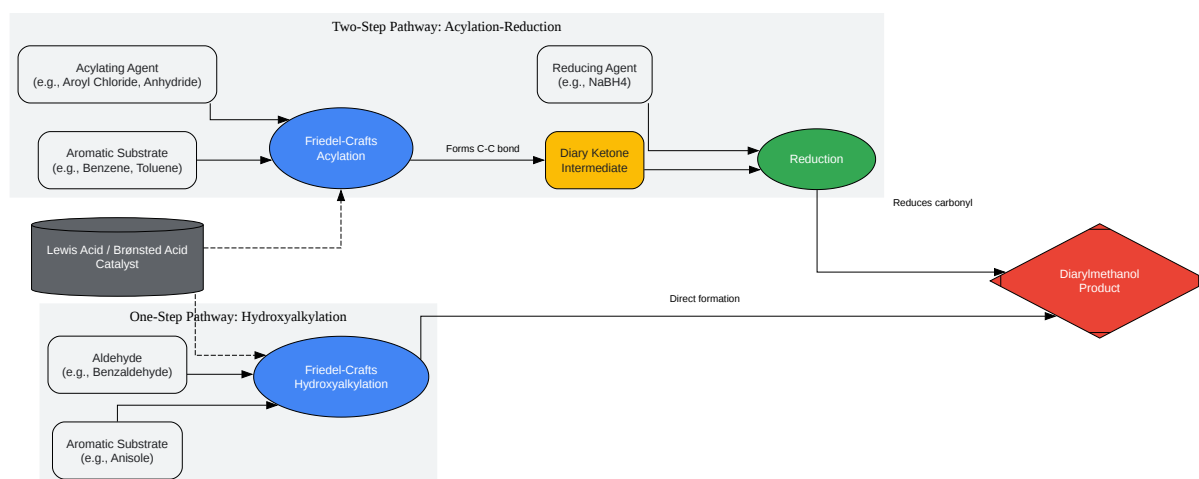 Two-Step Pathway: Acylation-Reduction
Acylating Agent
(e.g., Aroyl Chloride, Anhydride)
Reducing Agent
(e.g., NaBH4)
Aromatic Substrate
(e.g., Benzene, Toluene)
Friedel-Crafts
Acylation
Forms C-C bond
Diary Ketone
Intermediate
Reduction
Reduces carbonyl
Lewis Acid / Brønsted Acid
Catalyst
Diarylmethanol
Product
Direct formation
One-Step Pathway: Hydroxyalkylation
Aldehyde
(e.g., Benzaldehyde)
Friedel-Crafts
Hydroxyalkylation
Aromatic Substrate
(e.g., Anisole)